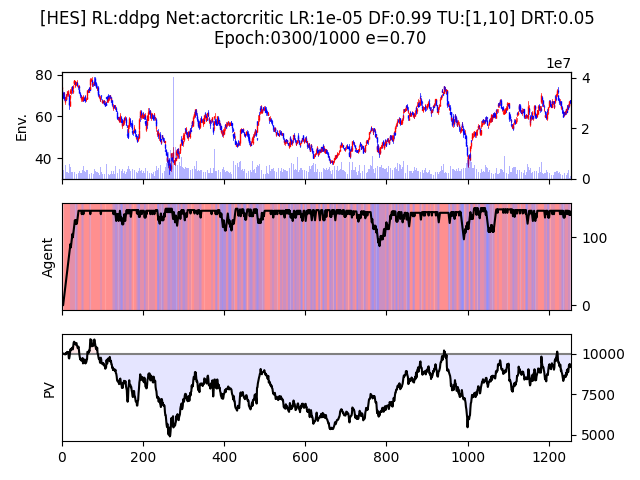 [HES] RL:ddpg Net:actorcritic LR:1e-05 DF:0.99 TU:[1,10] DRT:0.05
Epoch:0300/1000 e=0.70
1e7
80
60
40
Env.
4
2
0
Agent
100
0
PV
10000
7500
5000
0 200 400 600 800 1000 1200